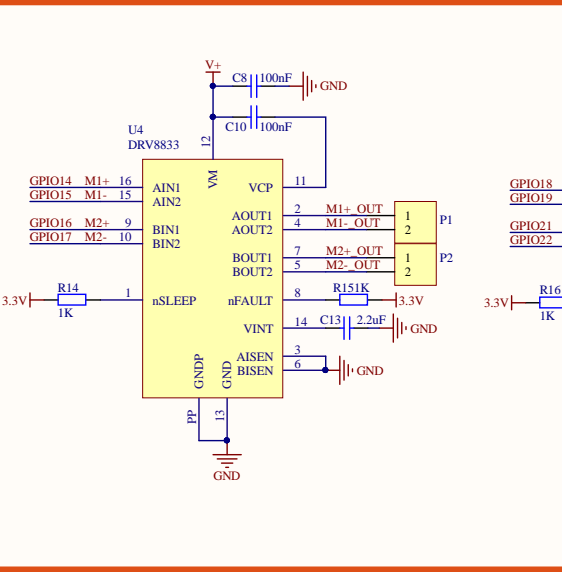 V+
C8 100nF
GND
C10 100nF
U4
DRV8833
12
VM
GPIO14 M1+ 16 AIN1
GPIO15 M1- 15 AIN2
GPIO16 M2+ 9 BIN1
GPIO17 M2- 10 BIN2
VCP 11
AOUT1 2 M1+_OUT 1
AOUT2 4 M1-_OUT 2
P1
BOUT1 7 M2+_OUT 1
BOUT2 5 M2-_OUT 2
P2
GPIO18
GPIO19
GPIO21
GPIO22
3.3V R14 1 nSLEEP
1K
nFAULT 8 R15 1K 3.3V
3.3V R16
1K
VINT 14 C13 2.2uF GND
AISEN 3
BISEN 6 GND
GNDP GND
PP 13
GND